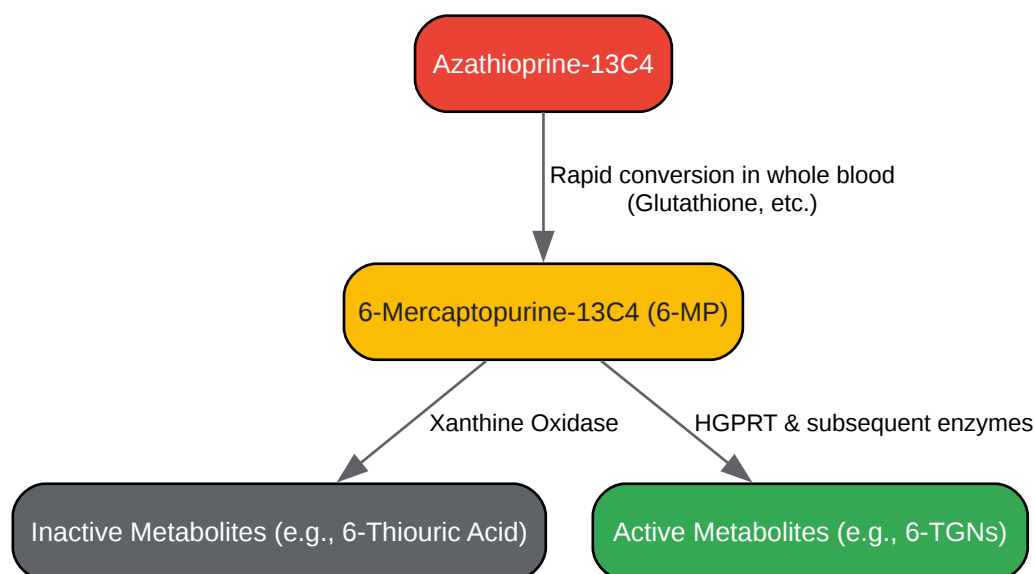 Azathioprine-13C4
Rapid conversion in whole blood
(Glutathione, etc.)
6-Mercaptopurine-13C4 (6-MP)
Xanthine Oxidase
HGPRT & subsequent enzymes
Inactive Metabolites (e.g., 6-Thiouric Acid)
Active Metabolites (e.g., 6-TGNs)